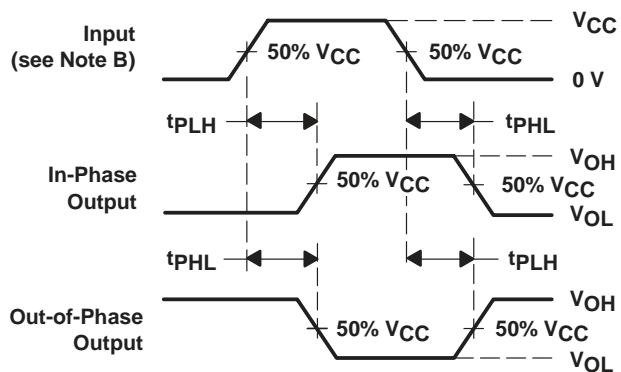 Input
(see Note B)
50% VCC
50% VCC
VCC
0 V
tPLH
tPHL
In-Phase
Output
50% VCC
50% VCC
VOH
VOL
tPHL
tPLH
Out-of-Phase
Output
50% VCC
50% VCC
VOH
VOL